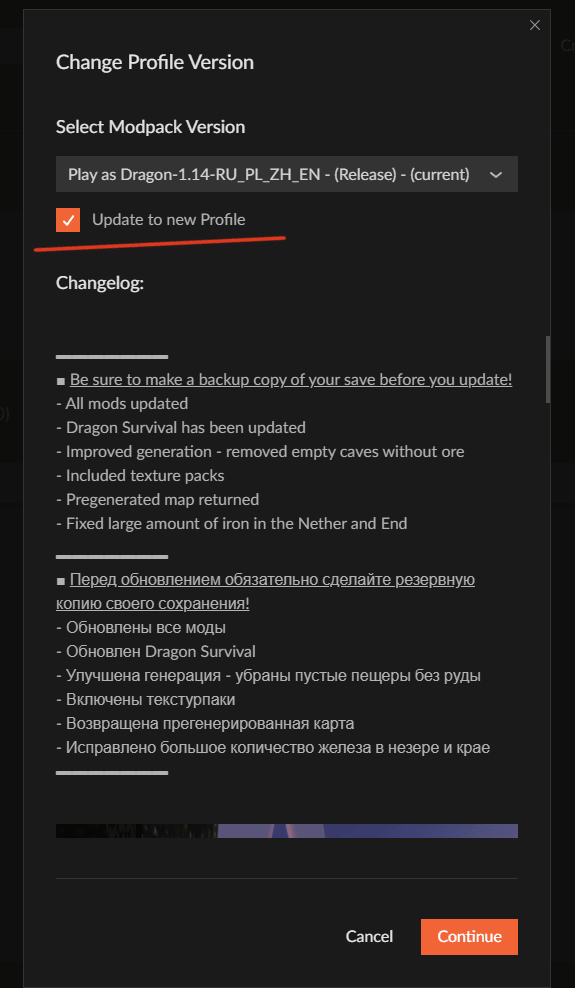 Change Profile Version
Select Modpack Version
Play as Dragon-1.14-RU_PL_ZH_EN - (Release) - (current)
Update to new Profile
Changelog:
■ Be sure to make a backup copy of your save before you update!
- All mods updated
- Dragon Survival has been updated
- Improved generation - removed empty caves without ore
- Included texture packs
- Pregenerated map returned
- Fixed large amount of iron in the Nether and End
■ Перед обновлением обязательно сделайте резервную
копию своего сохранения!
- Обновлены все моды
- Обновлен Dragon Survival
- Улучшена генерация - убраны пустые пещеры без руды
- Включены текстурпаки
- Возвращена прегенерированная карта
- Исправлено большое количество железа в незере и крае
Cancel
Continue